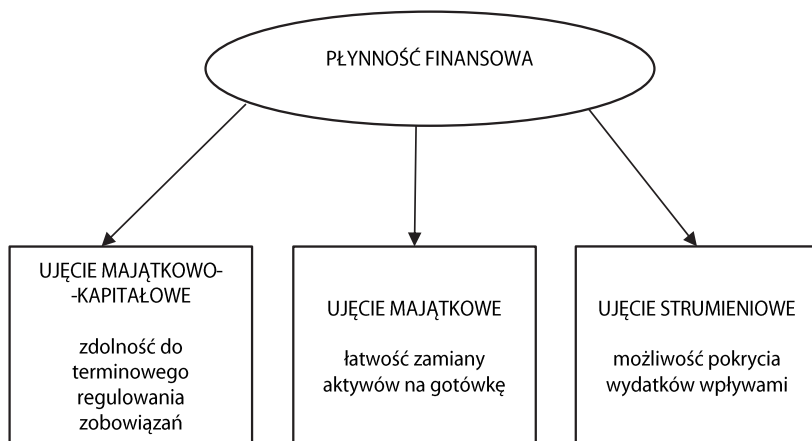 PŁYNNOŚĆ FINANSOWA
UJĘCIE MAJĄTKOWO-
-KAPITAŁOWE
zdolność do
terminowego
regulowania
zobowiązań
UJĘCIE MAJĄTKOWE
łatwość zamiany
aktywów na gotówkę
UJĘCIE STRUMIENIOWE
możliwość pokrycia
wydatków wpływami